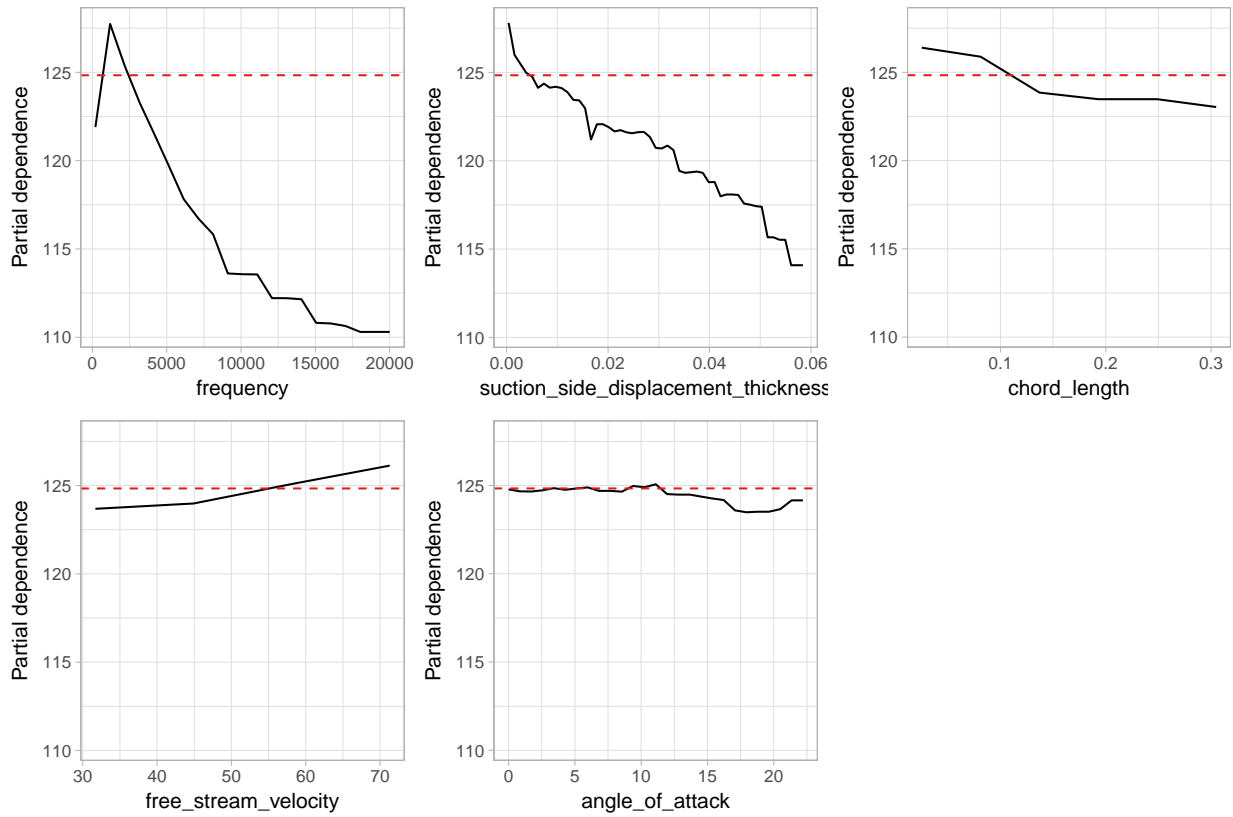 Partial dependence
125
120
115
110
0 5000 10000 15000 20000
frequency
Partial dependence
125
120
115
110
0.00 0.02 0.04 0.06
suction_side_displacement_thickness
Partial dependence
125
120
115
110
0.1 0.2 0.3
chord_length
Partial dependence
125
120
115
110
30 40 50 60 70
free_stream_velocity
Partial dependence
125
120
115
110
0 5 10 15 20
angle_of_attack